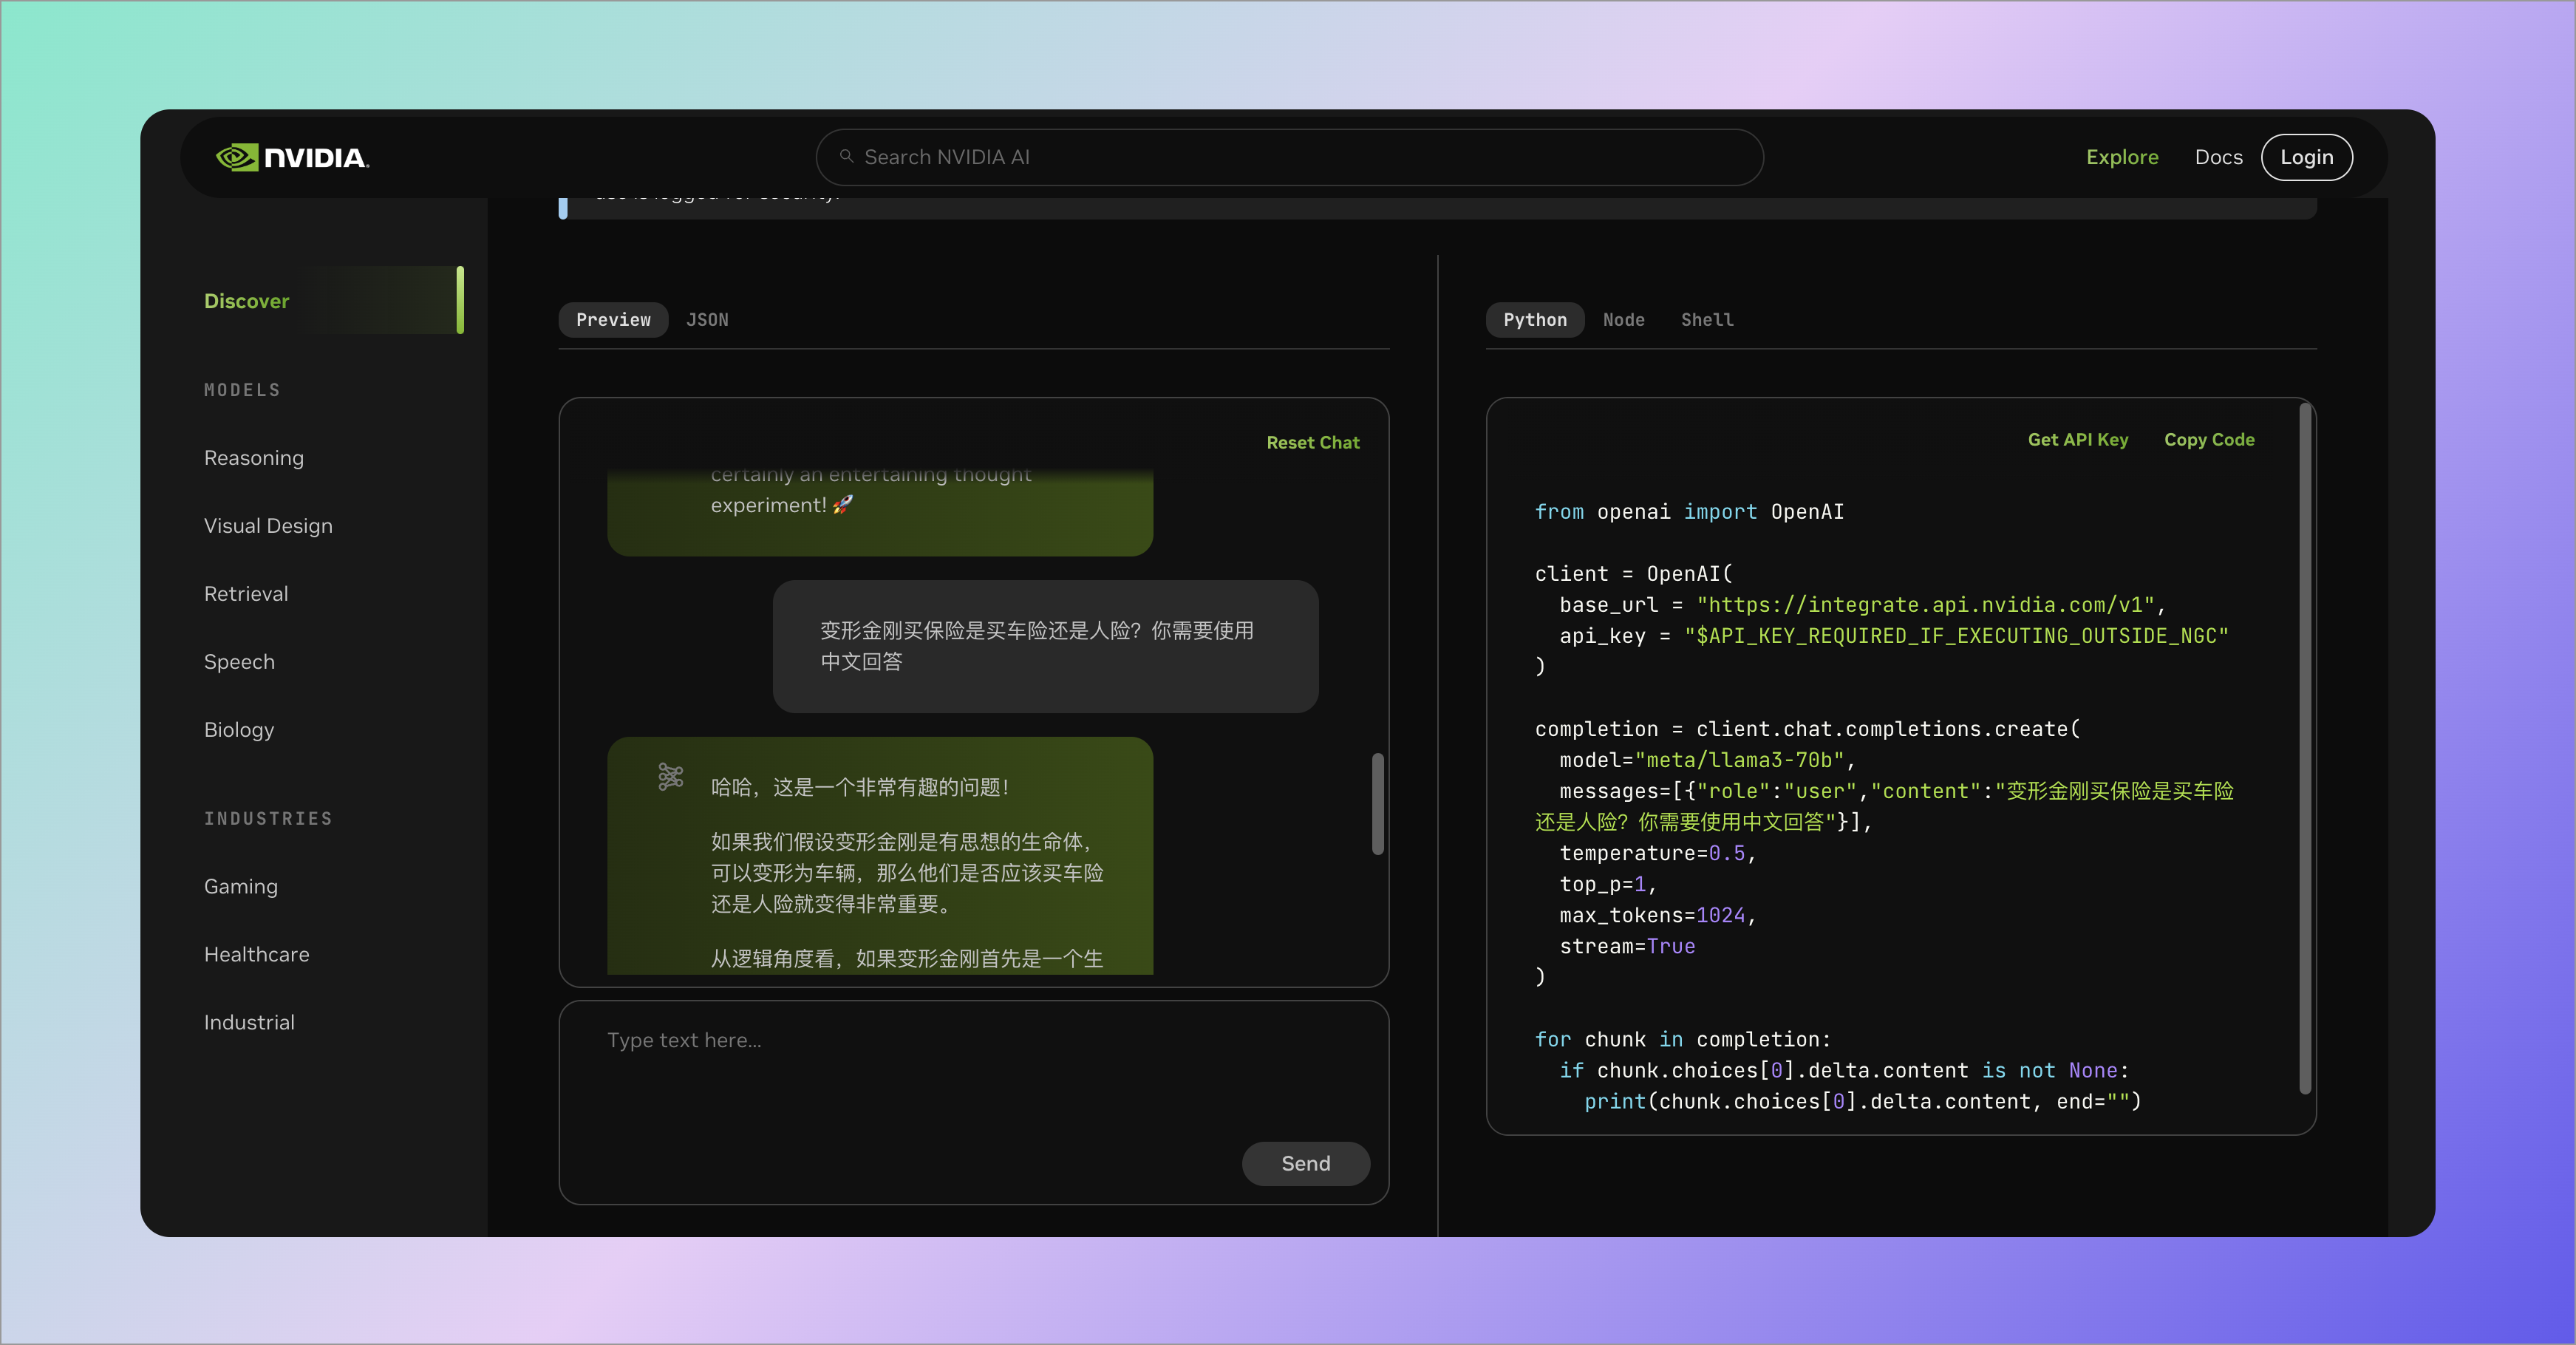 NVIDIA.
Search NVIDIA AI
Explore
Docs
Login
use is logged for security.
Discover
MODELS
Reasoning
Visual Design
Retrieval
Speech
Biology
INDUSTRIES
Gaming
Healthcare
Industrial
Preview
JSON
Reset Chat
certainly an entertaining thought
experiment! 🚀
变形金刚买保险是买车险还是人险？你需要使用
中文回答
哈哈，这是一个非常有趣的问题！
如果我们假设变形金刚是有思想的生命体，
可以变形为车辆，那么他们是否应该买车险
还是人险就变得非常重要。
从逻辑角度看，如果变形金刚首先是一个生
Type text here...
Send
Python
Node
Shell
Get API Key
Copy Code
from openai import OpenAI
client = OpenAI(
  base_url = "https://integrate.api.nvidia.com/v1",
  api_key = "$API_KEY_REQUIRED_IF_EXECUTING_OUTSIDE_NGC"
)
completion = client.chat.completions.create(
  model="meta/llama3-70b",
  messages=[{"role":"user","content":"变形金刚买保险是买车险
还是人险？你需要使用中文回答"}],
  temperature=0.5,
  top_p=1,
  max_tokens=1024,
  stream=True
)
for chunk in completion:
  if chunk.choices[0].delta.content is not None:
    print(chunk.choices[0].delta.content, end="")